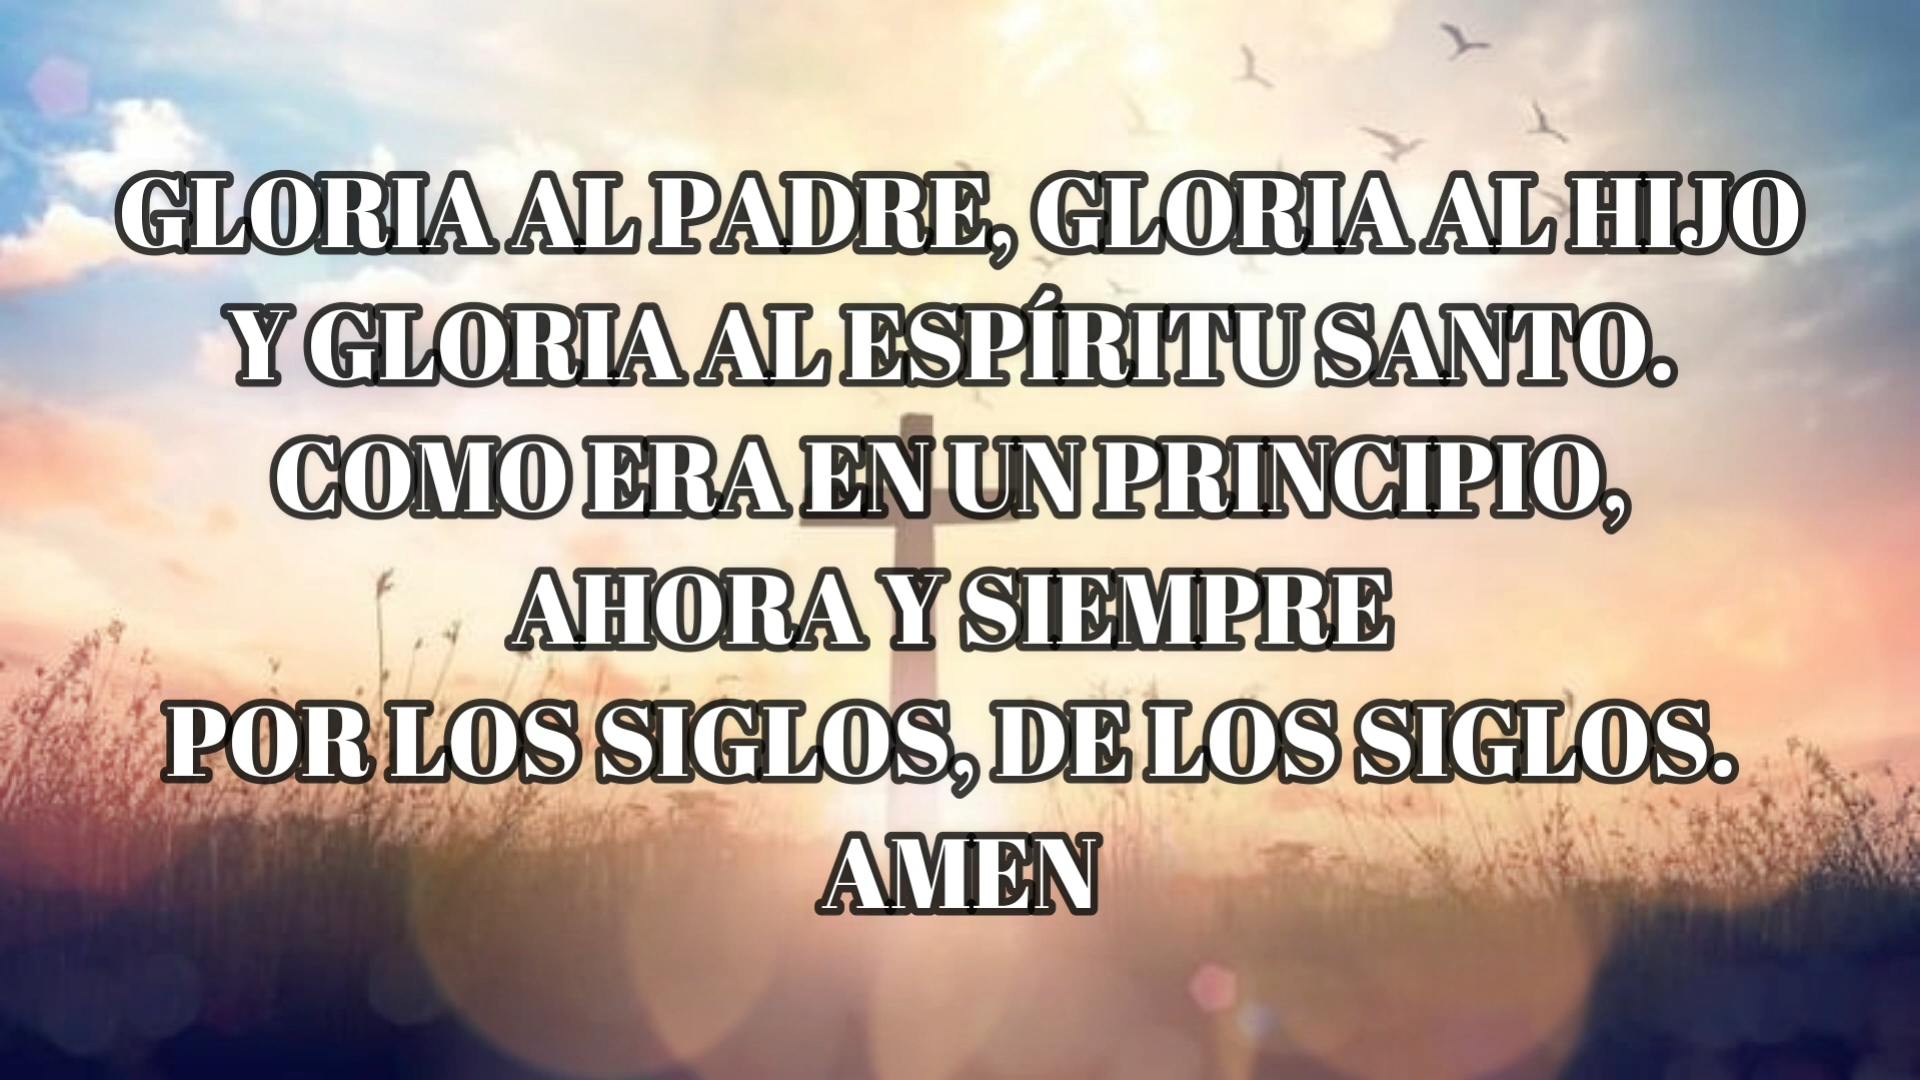 GLORIA AL PADRE, GLORIA AL HIJO
Y GLORIA AL ESPÍRITU SANTO.
COMO ERA EN UN PRINCIPIO,
AHORA Y SIEMPRE
POR LOS SIGLOS, DE LOS SIGLOS.
AMEN